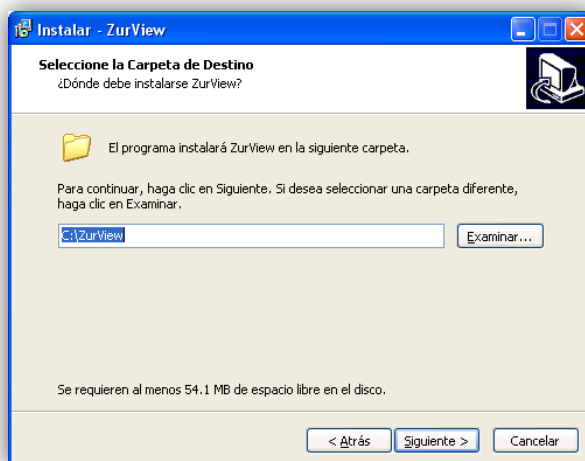 Instalar - ZurView
Seleccione la Carpeta de Destino
¿Dónde debe instalarse ZurView?
El programa instalará ZurView en la siguiente carpeta.
Para continuar, haga clic en Siguiente. Si desea seleccionar una carpeta diferente,
haga clic en Examinar.
C:\ZurView
Examinar...
Se requieren al menos 54.1 MB de espacio libre en el disco.
< Atrás
Siguiente >
Cancelar